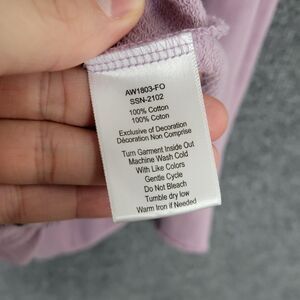 AW1803-FO
SSN-2102
100% Cotton
100% Coton
Exclusive of Decoration
Décoration Non Comprise
Turn Garment Inside Out
Machine Wash Cold
With Like Colors
Gentle Cycle
Do Not Bleach
Tumble dry low
Warm Iron if Needed